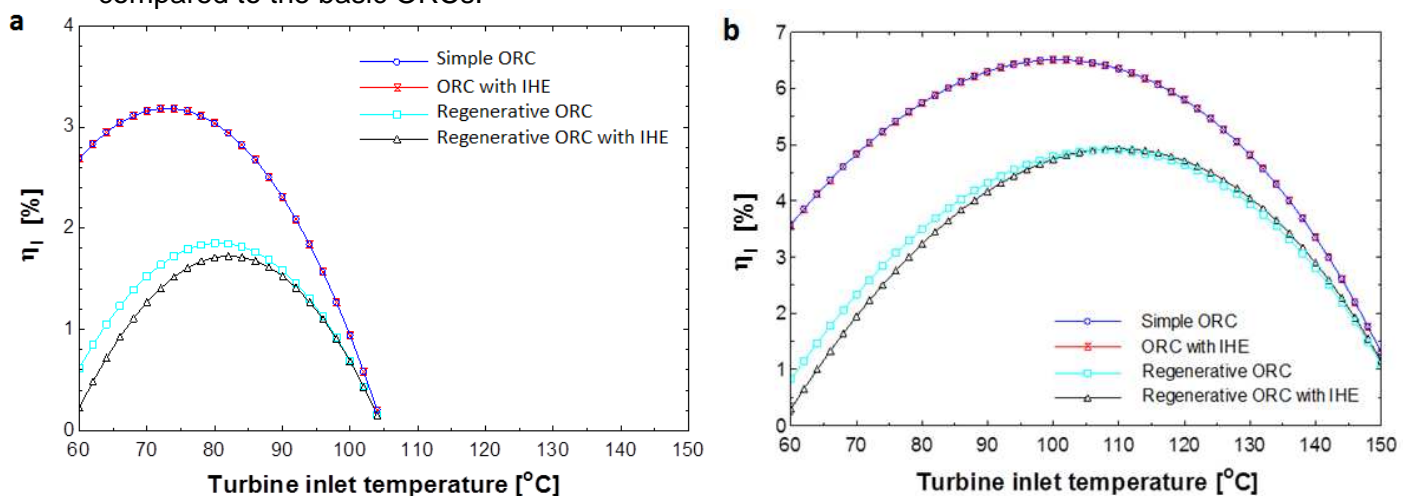 compared to the basic ORCs.
a
4
3
2
1
0
η_I [%]
Simple ORC
ORC with IHE
Regenerative ORC
Regenerative ORC with IHE
60 70 80 90 100 110 120 130 140 150
Turbine inlet temperature [°C]
b
7
6
5
4
3
2
1
0
η_I [%]
Simple ORC
ORC with IHE
Regenerative ORC
Regenerative ORC with IHE
60 70 80 90 100 110 120 130 140 150
Turbine inlet temperature [°C]